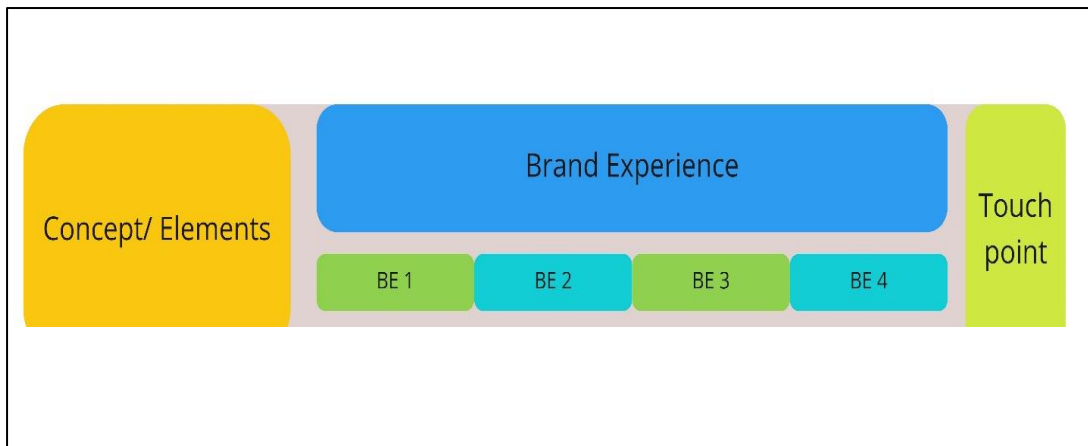 Concept/ Elements
Brand Experience
BE 1
BE 2
BE 3
BE 4
Touch
point